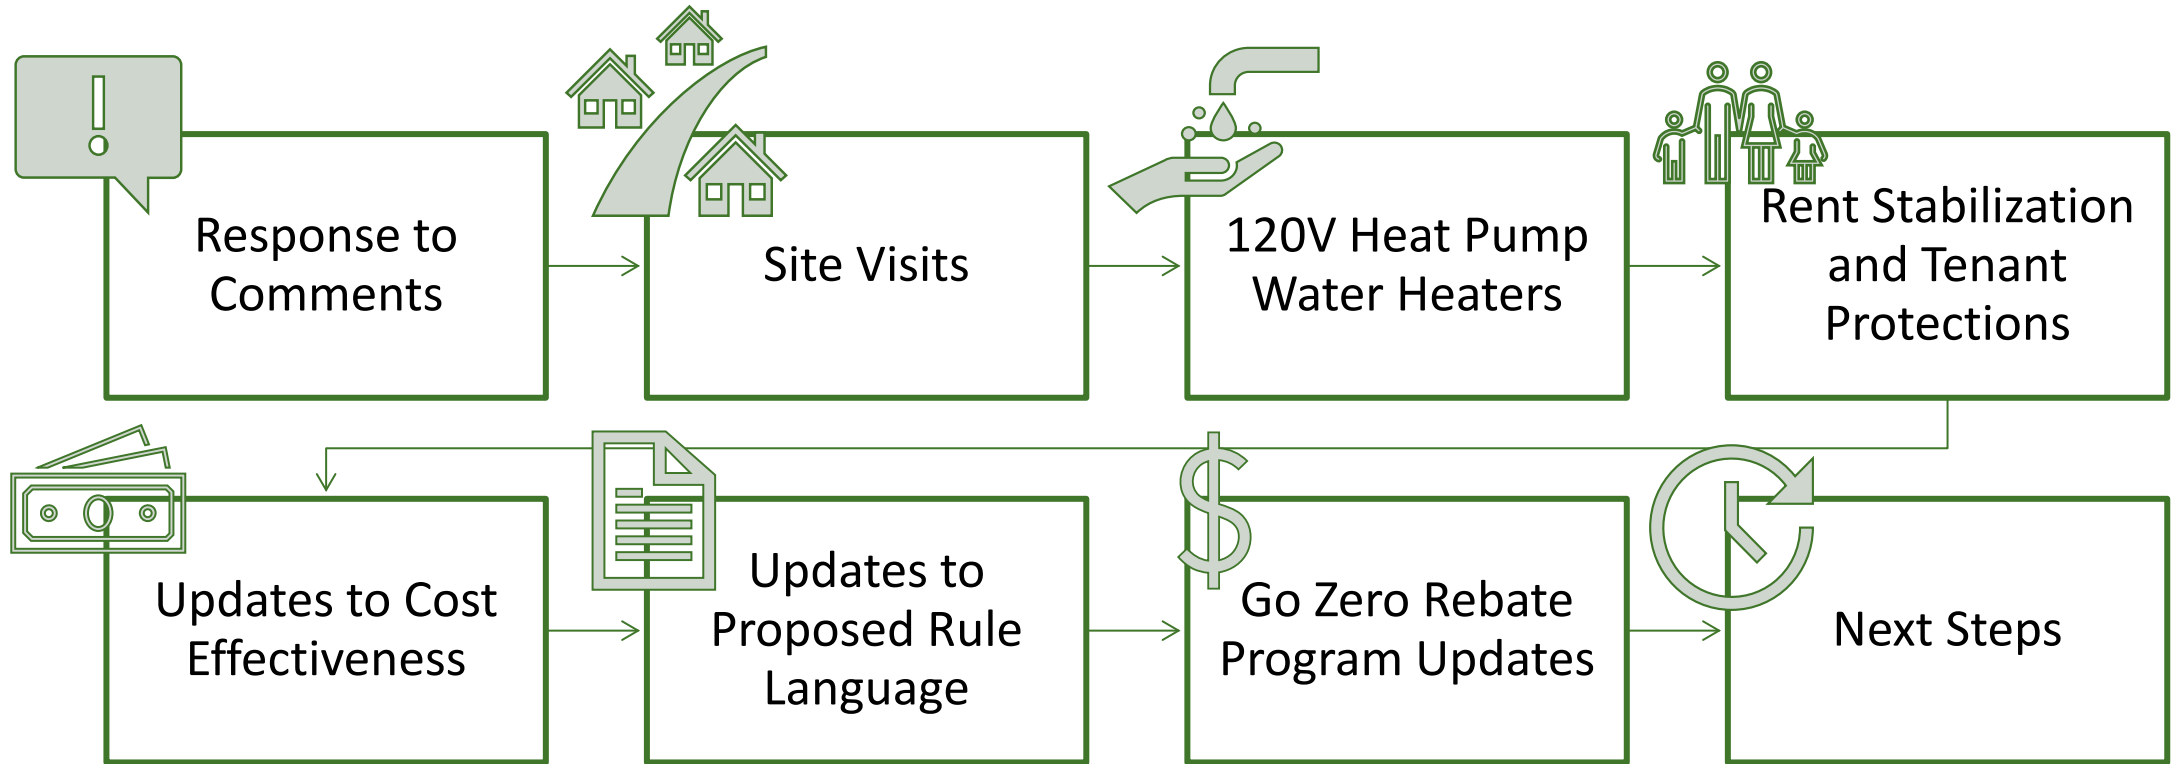 Response to
Comments
Site Visits
120V Heat Pump
Water Heaters
Rent Stabilization
and Tenant
Protections
Updates to Cost
Effectiveness
Updates to
Proposed Rule
Language
Go Zero Rebate
Program Updates
Next Steps